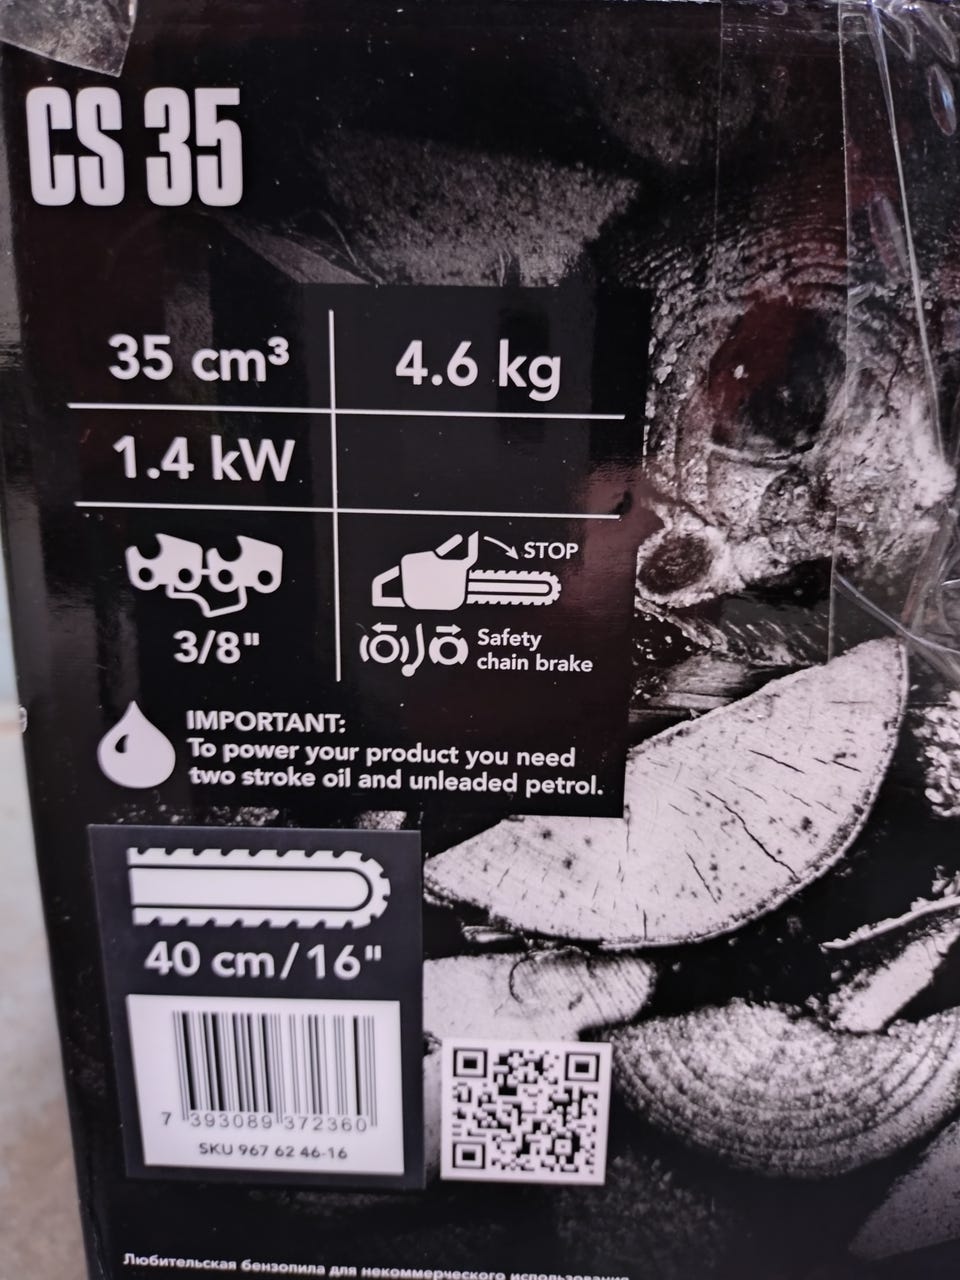 CS 35
35 cm³
4.6 kg
1.4 kW
3/8"
STOP
Safety
chain brake
IMPORTANT:
To power your product you need
two stroke oil and unleaded petrol.
40 cm/16"
7 393089 372360
SKU 967 62 46-16
Любительская бензопила для некоммерческого использования